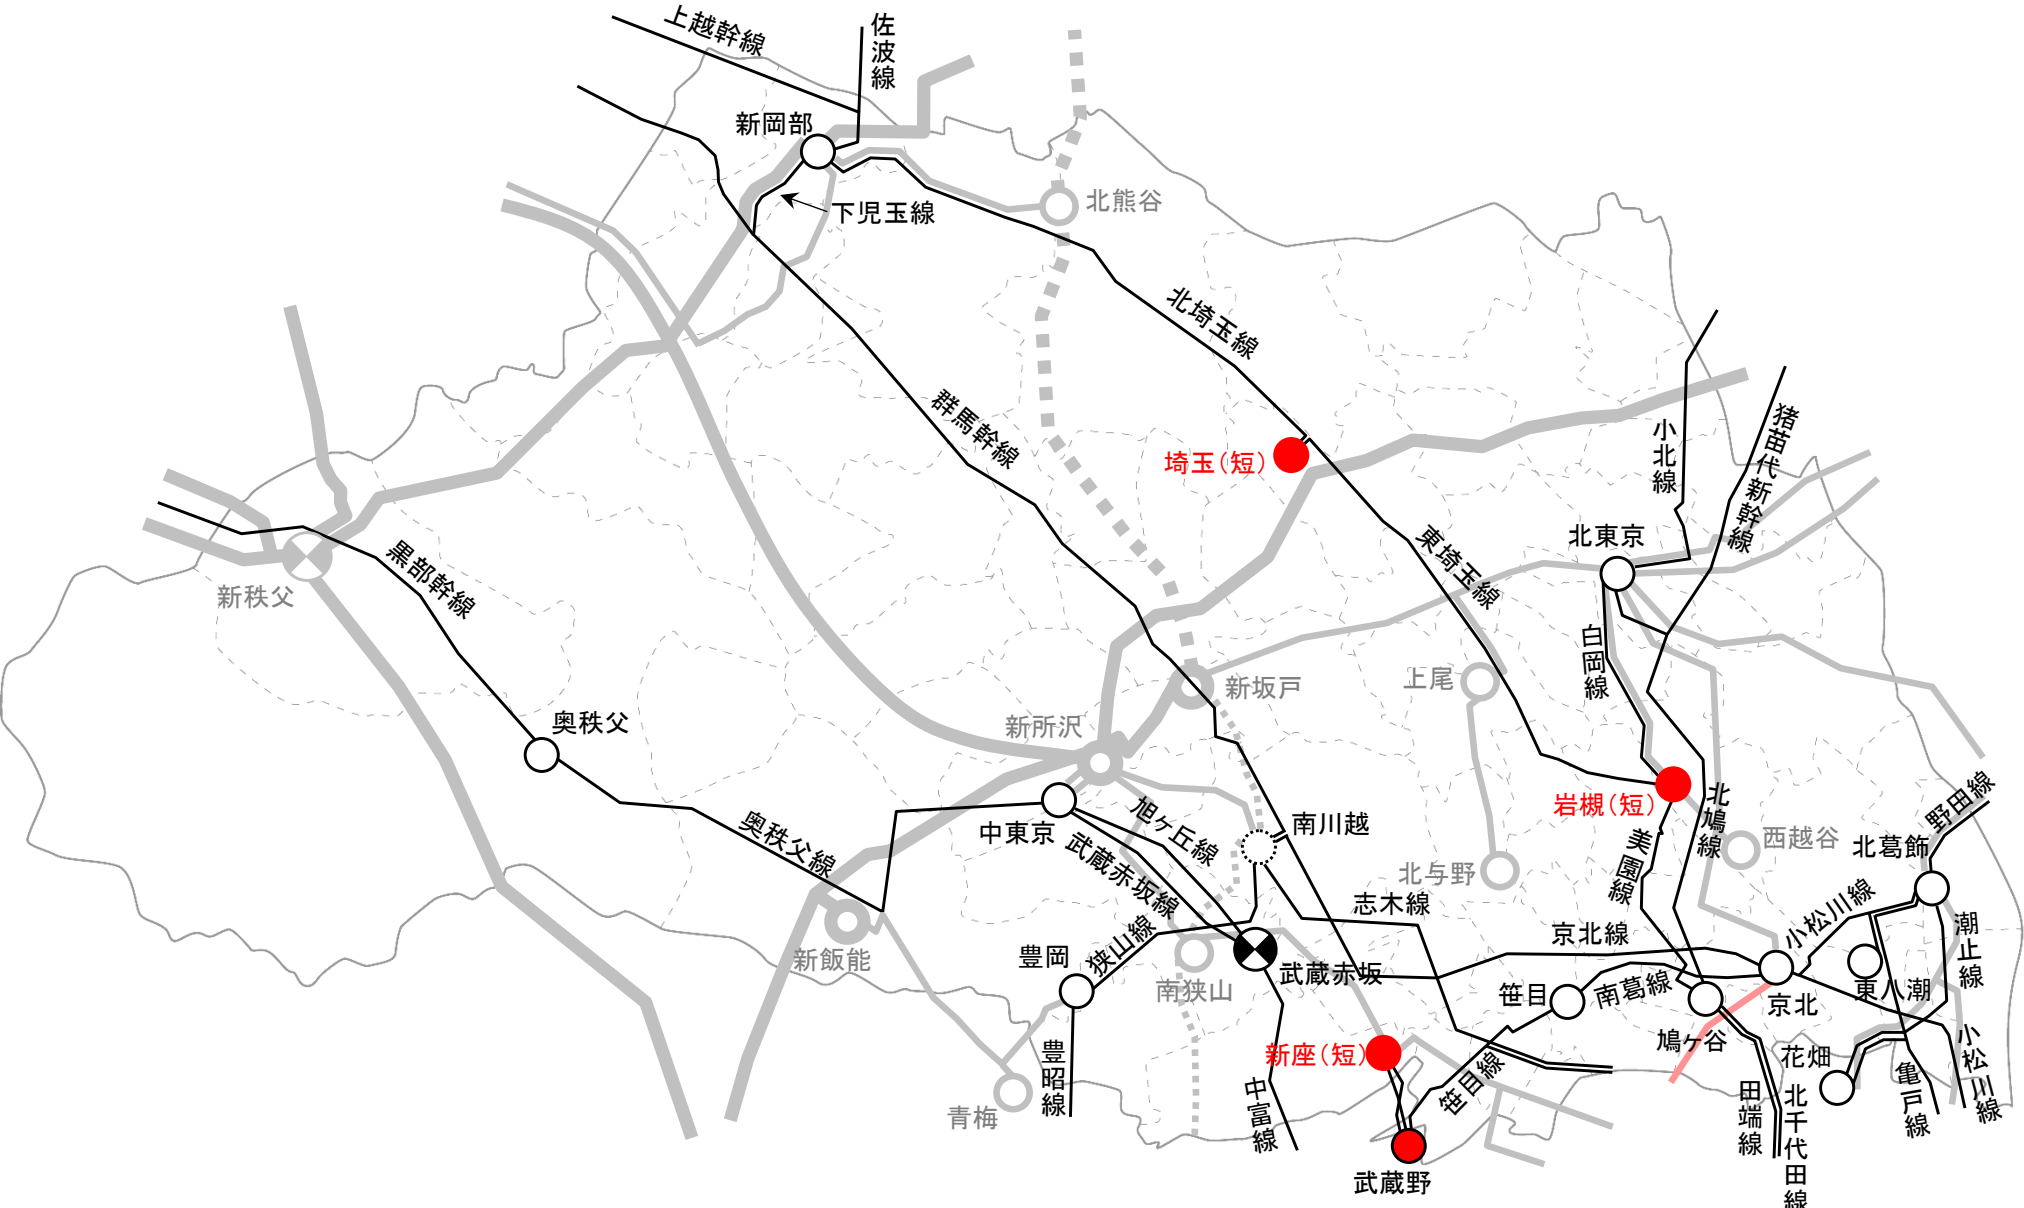 上越幹線
佐波線
新岡部
下児玉線
北熊谷
北埼玉線
群馬幹線
埼玉（短）
小北線
猪苗代新幹線
北東京
東埼玉線
黒部幹線
新秩父
白岡線
上尾
新坂戸
新所沢
奥秩父
奥秩父線
中東京
旭ヶ丘線
武蔵赤坂線
南川越
岩槻（短）
北鳩線
美園線
西越谷
北葛飾
野田線
北与野
志木線
京北線
小松川線
潮止線
新飯能
豊岡
狭山線
南狭山
武蔵赤坂
笹目
南葛線
京北
東八潮
鳩ヶ谷
花畑
小松川線
新座（短）
笹目線
豊昭線
青梅
中富線
武蔵野
田端線
北千代田線
亀戸線